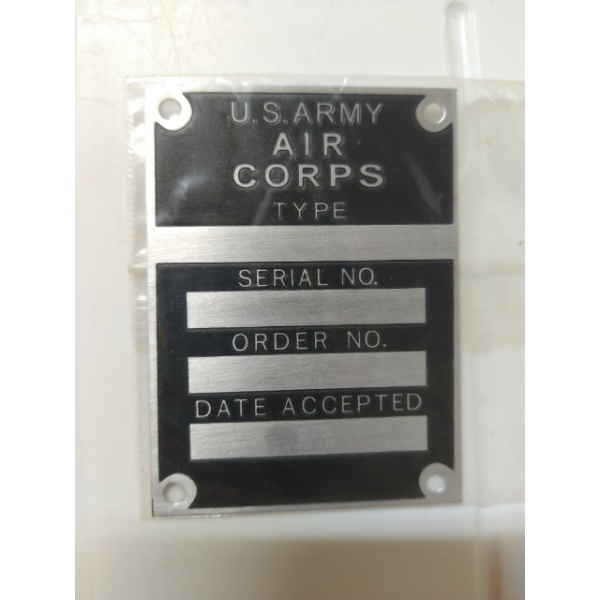 U.S. ARMY
AIR
CORPS
TYPE
SERIAL NO.
ORDER NO.
DATE ACCEPTED